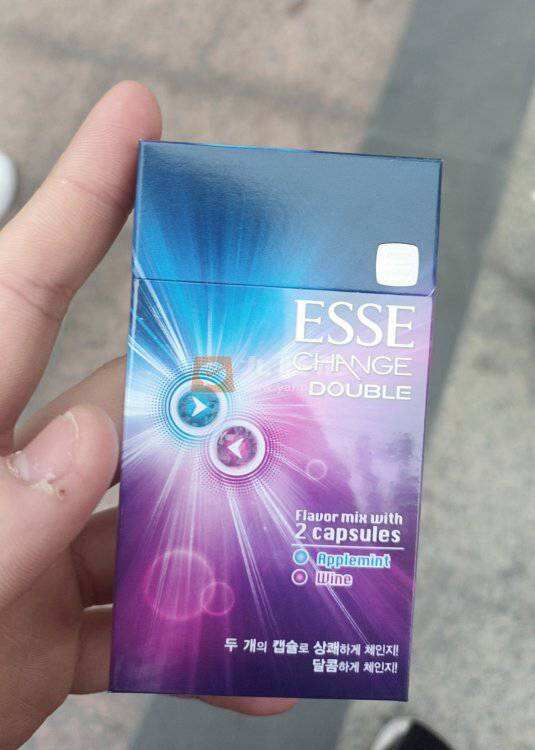 ESSE
CHANGE
DOUBLE
Flavor mix with
2 capsules
Applemint
Wine
두 개의 캡슐로 상쾌하게 체인지!
달콤하게 체인지!